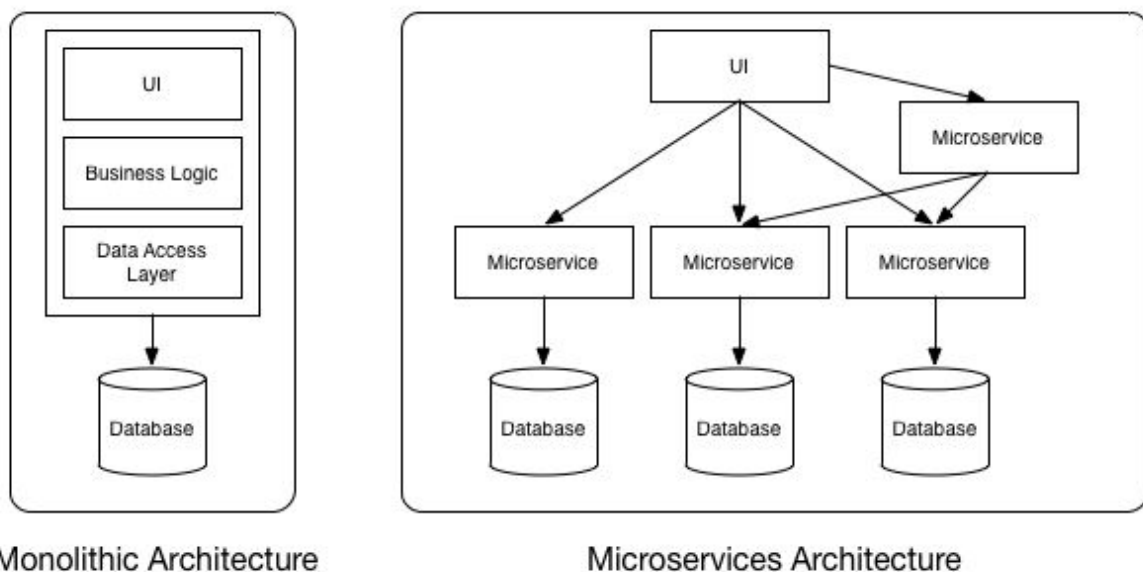 UI
Business Logic
Data Access
Layer
Database
Monolithic Architecture
UI
Microservice
Microservice
Microservice
Microservice
Database
Database
Database
Microservices Architecture